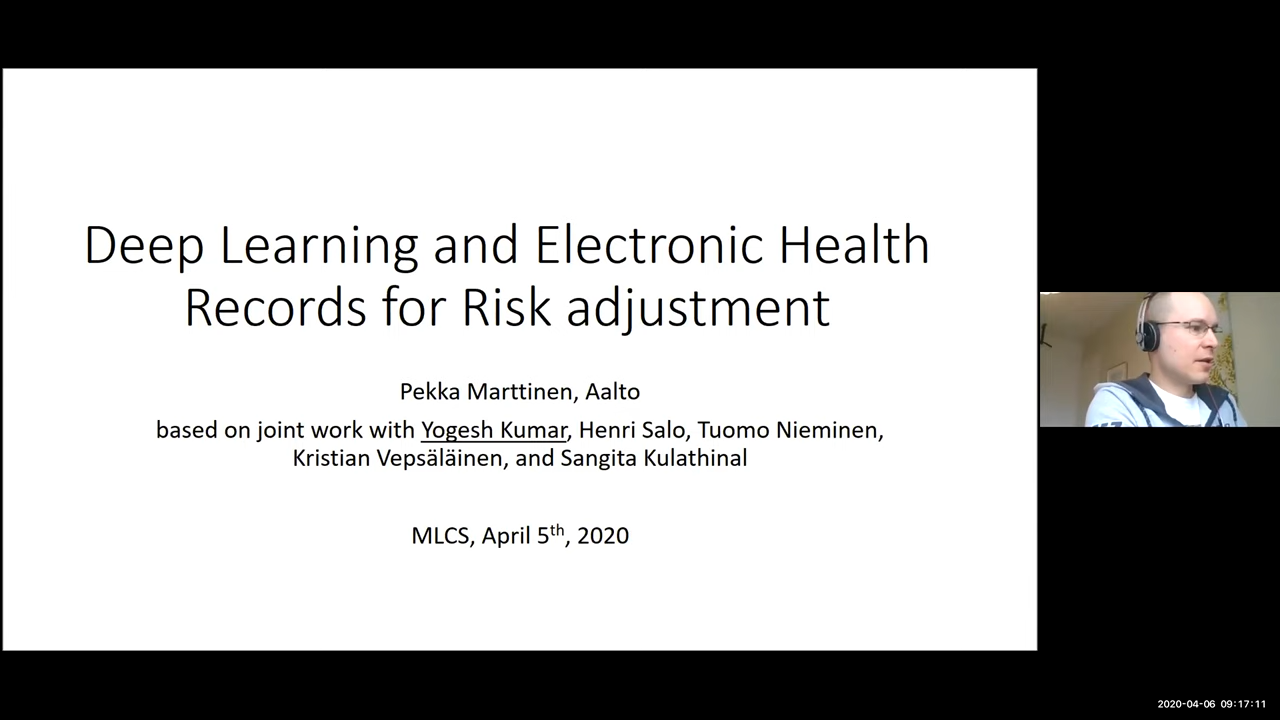 Deep Learning and Electronic Health
Records for Risk adjustment
Pekka Marttinen, Aalto
based on joint work with Yogesh Kumar, Henri Salo, Tuomo Nieminen,
Kristian Vepsäläinen, and Sangita Kulathinal
MLCS, April 5th, 2020
2020-04-06 09:17:11